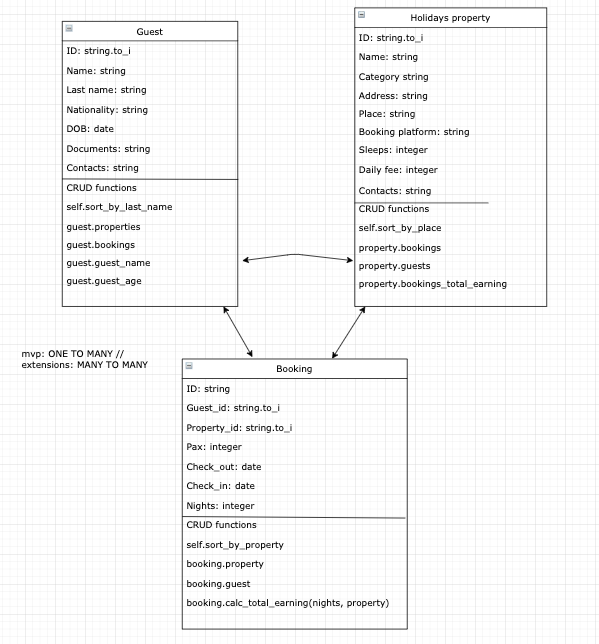 Guest
ID: string.to_i
Name: string
Last name: string
Nationality: string
DOB: date
Documents: string
Contacts: string
CRUD functions
self.sort_by_last_name
guest.properties
guest.bookings
guest.guest_name
guest.guest_age
Holidays property
ID: string.to_i
Name: string
Category string
Address: string
Place: string
Booking platform: string
Sleeps: integer
Daily fee: integer
Contacts: string
CRUD functions
self.sort_by_place
property.bookings
property.guests
property.bookings_total_earning
mvp: ONE TO MANY //
extensions: MANY TO MANY
Booking
ID: string
Guest_id: string.to_i
Property_id: string.to_i
Pax: integer
Check_out: date
Check_in: date
Nights: integer
CRUD functions
self.sort_by_property
booking.property
booking.guest
booking.calc_total_earning(nights, property)